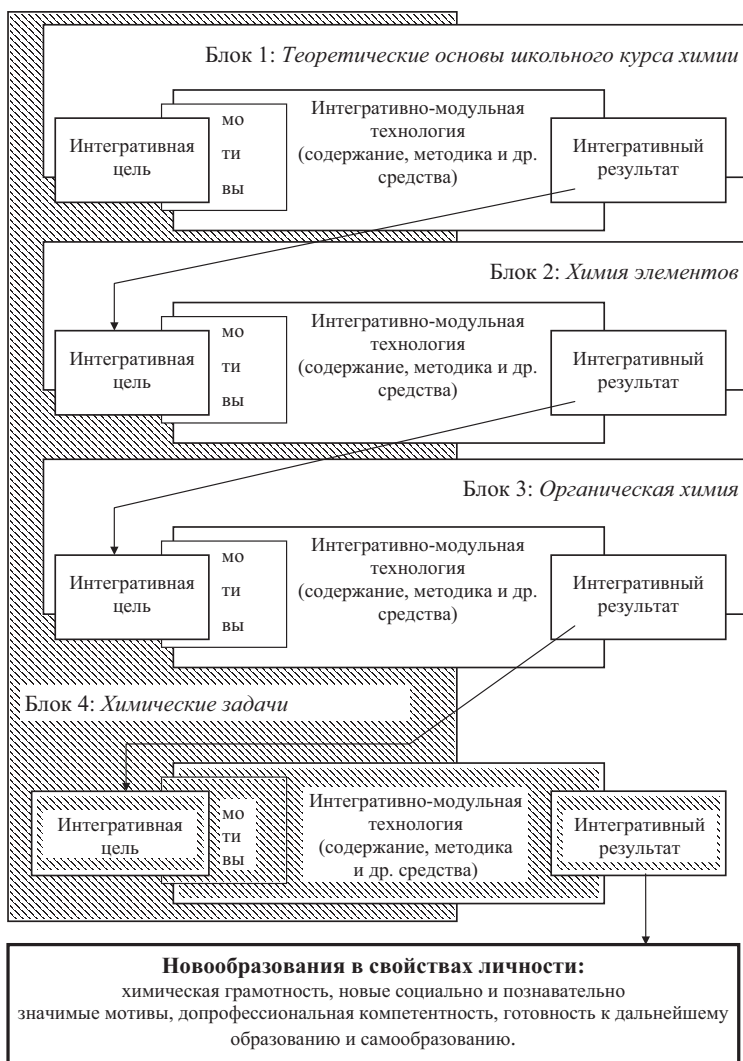 Блок 1: Теоретические основы школьного курса химии
Интегративная
цель
мо
ти
вы
Интегративно-модульная
технология
(содержание, методика и др.
средства)
Интегративный
результат
Блок 2: Химия элементов
Интегративная
цель
мо
ти
вы
Интегративно-модульная
технология
(содержание, методика и др.
средства)
Интегративный
результат
Блок 3: Органическая химия
Интегративная
цель
мо
ти
вы
Интегративно-модульная
технология
(содержание, методика и др.
средства)
Интегративный
результат
Блок 4: Химические задачи
Интегративная
цель
мо
ти
вы
Интегративно-модульная
технология
(содержание, методика
и др. средства)
Интегративный
результат
Новообразования в свойствах личности:
химическая грамотность, новые социально и познавательно
значимые мотивы, допрофессиональная компетентность, готовность к дальнейшему
образованию и самообразованию.